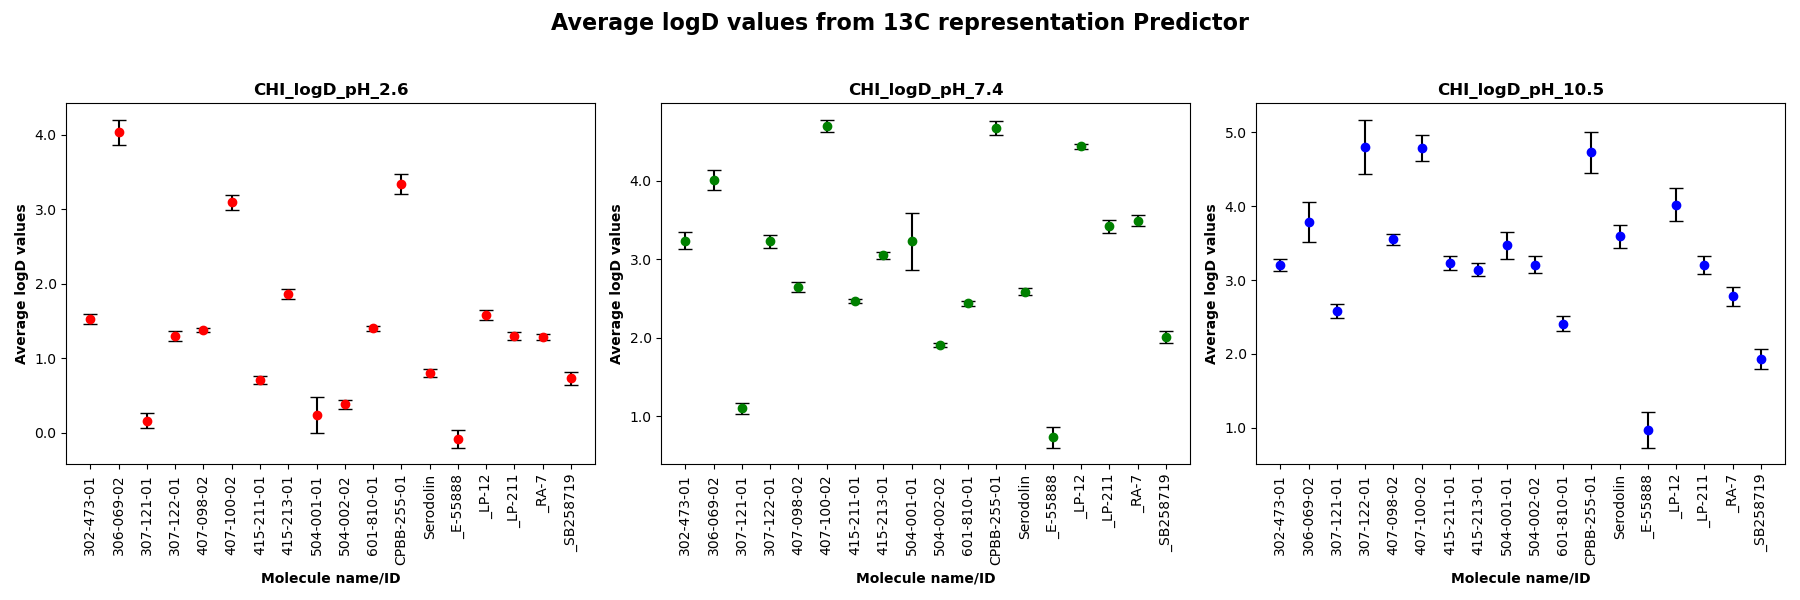 Average logD values from 13C representation Predictor
CHI_logD_pH_2.6
Average logD values
4.0
3.0
2.0
1.0
0.0
302-473-01
306-069-02
307-121-01
307-122-01
407-098-02
407-100-02
415-211-01
415-213-01
504-001-01
504-002-02
601-810-01
CPBB-255-01
Serodolin
_E-55888
_LP-12
_LP-211
_RA-7
_SB258719
Molecule name/ID
CHI_logD_pH_7.4
Average logD values
4.0
3.0
2.0
1.0
302-473-01
306-069-02
307-121-01
307-122-01
407-098-02
407-100-02
415-211-01
415-213-01
504-001-01
504-002-02
601-810-01
CPBB-255-01
Serodolin
_E-55888
_LP-12
_LP-211
_RA-7
_SB258719
Molecule name/ID
CHI_logD_pH_10.5
Average logD values
5.0
4.0
3.0
2.0
1.0
302-473-01
306-069-02
307-121-01
307-122-01
407-098-02
407-100-02
415-211-01
415-213-01
504-001-01
504-002-02
601-810-01
CPBB-255-01
Serodolin
_E-55888
_LP-12
_LP-211
_RA-7
_SB258719
Molecule name/ID